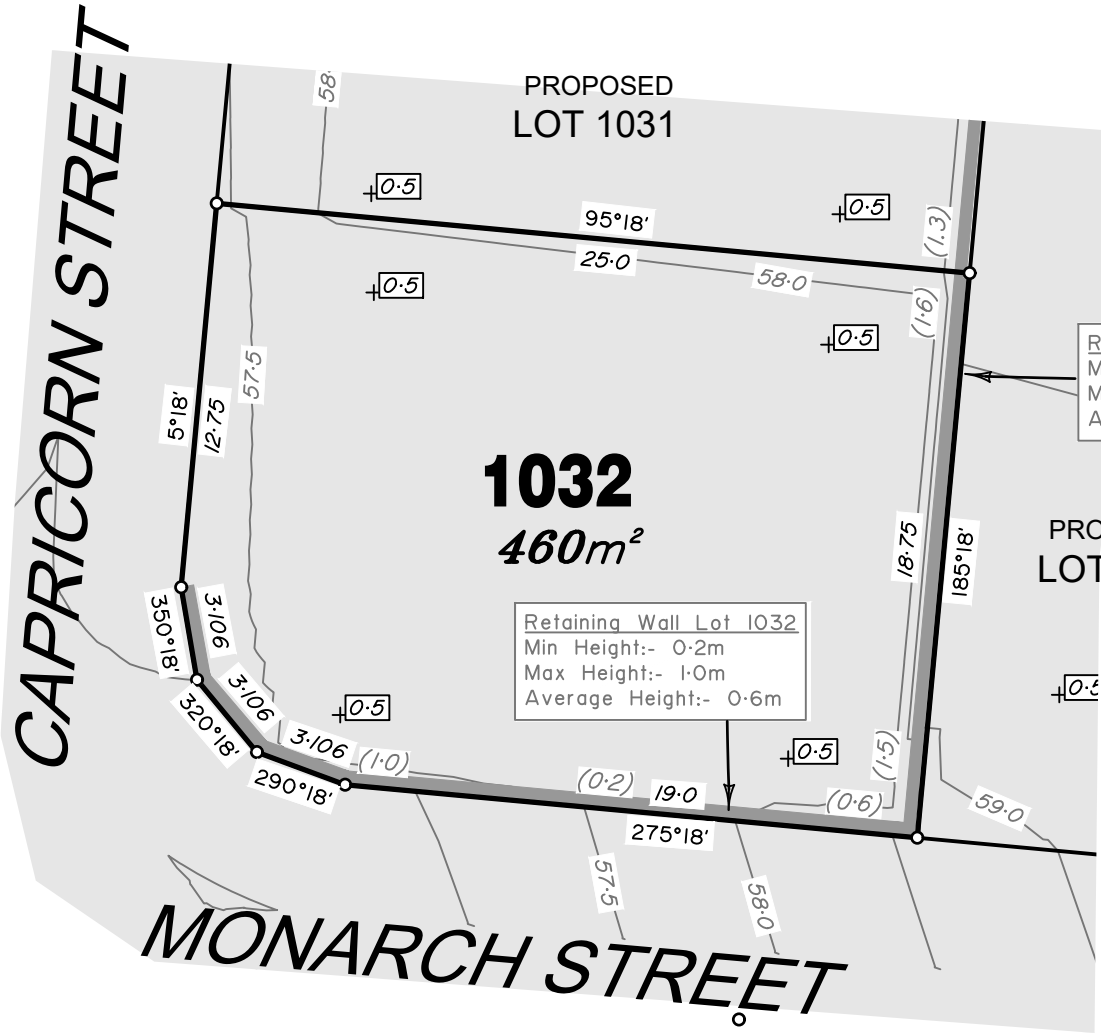 CAPRICORN STREET
58·
PROPOSED
LOT 1031
0·5
0·5
(1.3)
95°18'
25·0
58·0
0·5
(1·6)
0·5
57·5
5°18'
12·75
R
M
M
A
1032
460m²
18·75
185°18'
PRO
LOT
350°18'
3·106
Retaining Wall Lot 1032
Min Height:- 0·2m
Max Height:- 1·0m
Average Height:- 0·6m
320°18'
3·106
0·5
0·5
290°18'
3·106
(1·0)
(0·2)
19·0
0·5
(1·5)
(0·6)
275°18'
59·0
57·5
58·0
MONARCH STREET